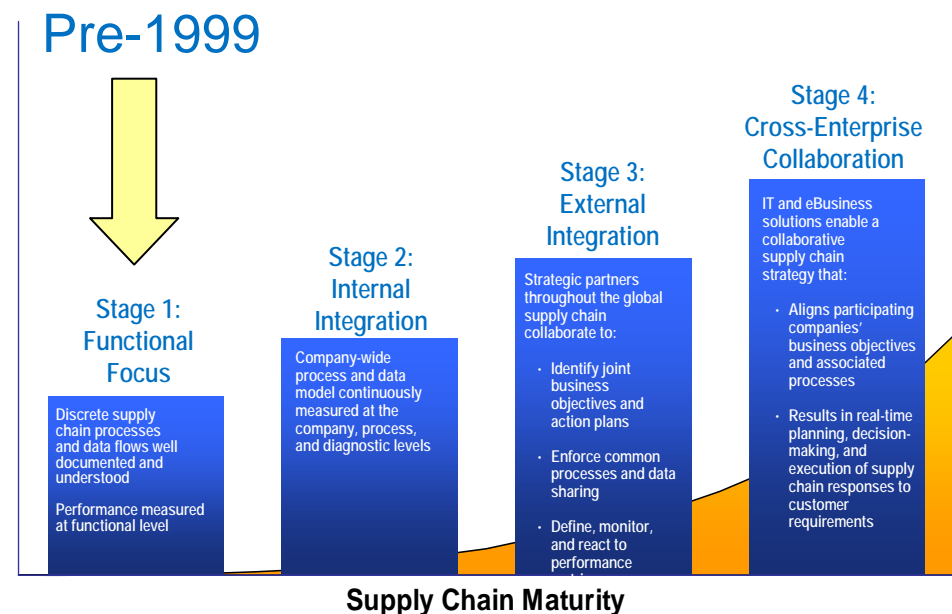 Pre-1999
Stage 1:
Functional
Focus
Discrete supply
chain processes
and data flows well
documented and
understood
Performance measured
at functional level
Stage 2:
Internal
Integration
Company-wide
process and data
model continuously
measured at the
company, process,
and diagnostic levels
Stage 3:
External
Integration
Strategic partners
throughout the global
supply chain
collaborate to:
· Identify joint
business
objectives and
action plans
· Enforce common
processes and data
sharing
· Define, monitor,
and react to
performance
Stage 4:
Cross-Enterprise
Collaboration
IT and eBusiness
solutions enable a
collaborative
supply chain
strategy that:
· Aligns participating
companies’
business objectives
and associated
processes
· Results in real-time
planning, decision-
making, and
execution of supply
chain responses to
customer
requirements
Supply Chain Maturity